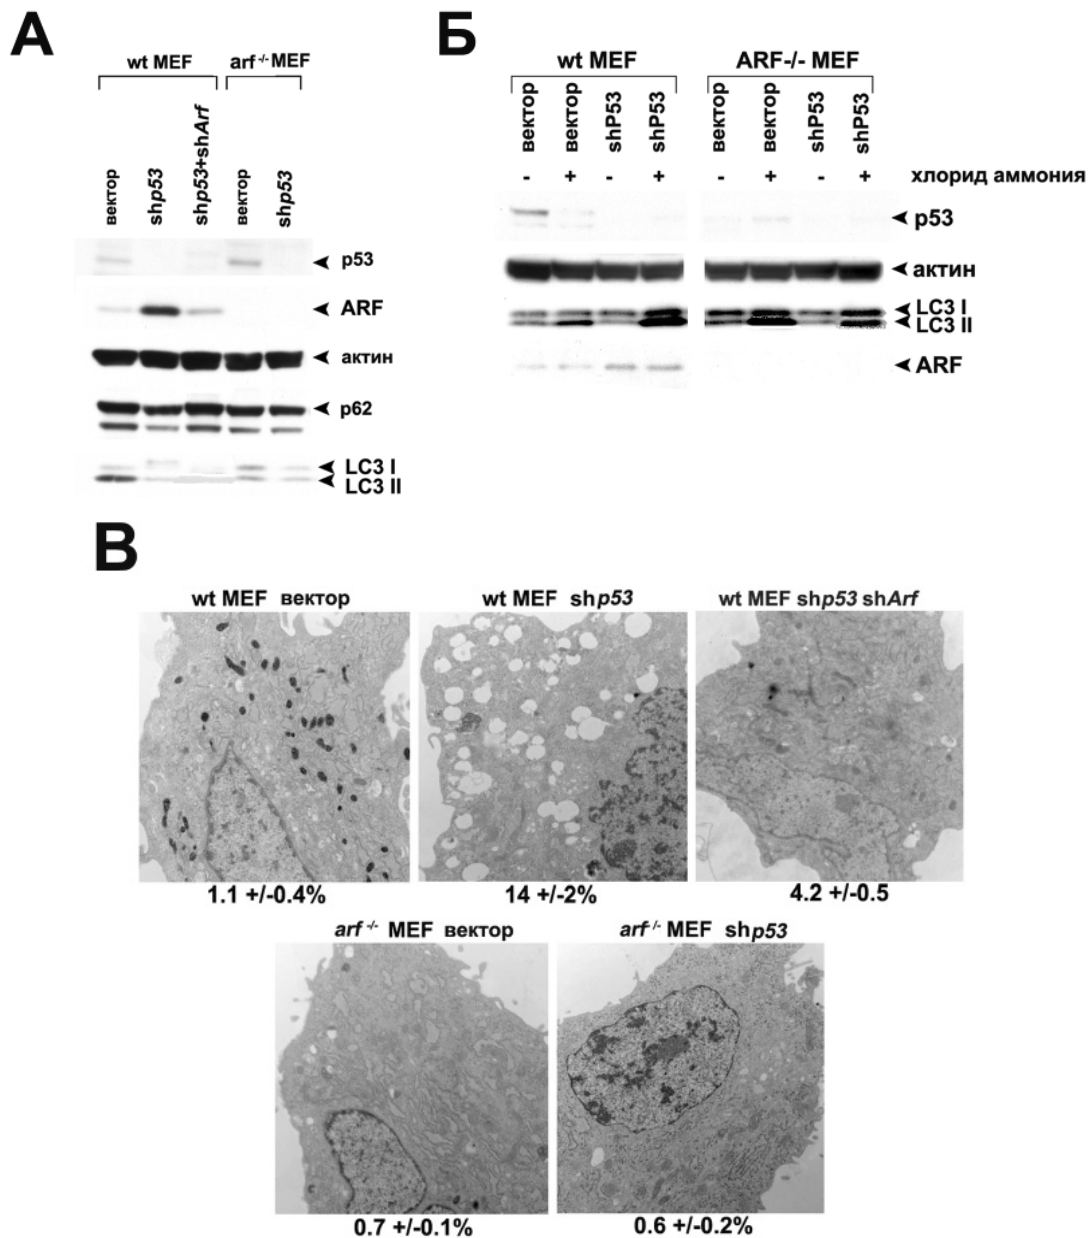 А
wt MEF arf -/- MEF
вектор shp53 shp53+shArf вектор shp53
p53
ARF
актин
p62
LC3 I
LC3 II
Б
wt MEF ARF-/- MEF
вектор вектор shP53 shP53 вектор вектор shP53 shP53
- + - + - + - + хлорид аммония
p53
актин
LC3 I
LC3 II
ARF
В
wt MEF вектор wt MEF shp53 wt MEF shp53 shArf
1.1 +/-0.4% 14 +/-2% 4.2 +/-0.5
arf -/- MEF вектор arf -/- MEF shp53
0.7 +/-0.1% 0.6 +/-0.2%